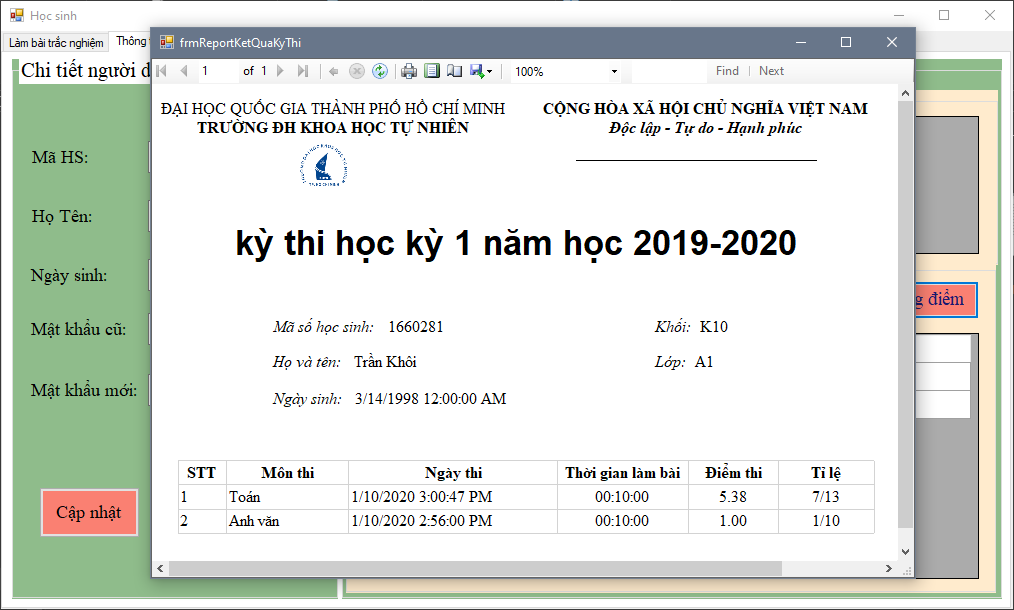 Học sinh
Làm bài trắc nghiệm
Thông
Chi tiết người
Mã HS:
Họ Tên:
Ngày sinh:
Mật khẩu cũ:
Mật khẩu mới:
Cập nhật
điểm
frmReportKetQuaKyThi
1 of 1 100% Find | Next
ĐẠI HỌC QUỐC GIA THÀNH PHỐ HỒ CHÍ MINH
TRƯỜNG ĐH KHOA HỌC TỰ NHIÊN
CỘNG HÒA XÃ HỘI CHỦ NGHĨA VIỆT NAM
Độc lập - Tự do - Hạnh phúc
kỳ thi học kỳ 1 năm học 2019-2020
Mã số học sinh: 1660281 Khối: K10
Họ và tên: Trần Khôi Lớp: A1
Ngày sinh: 3/14/1998 12:00:00 AM
STT Môn thi Ngày thi Thời gian làm bài Điểm thi Tỉ lệ
1 Toán 1/10/2020 3:00:47 PM 00:10:00 5.38 7/13
2 Anh văn 1/10/2020 2:56:00 PM 00:10:00 1.00 1/10